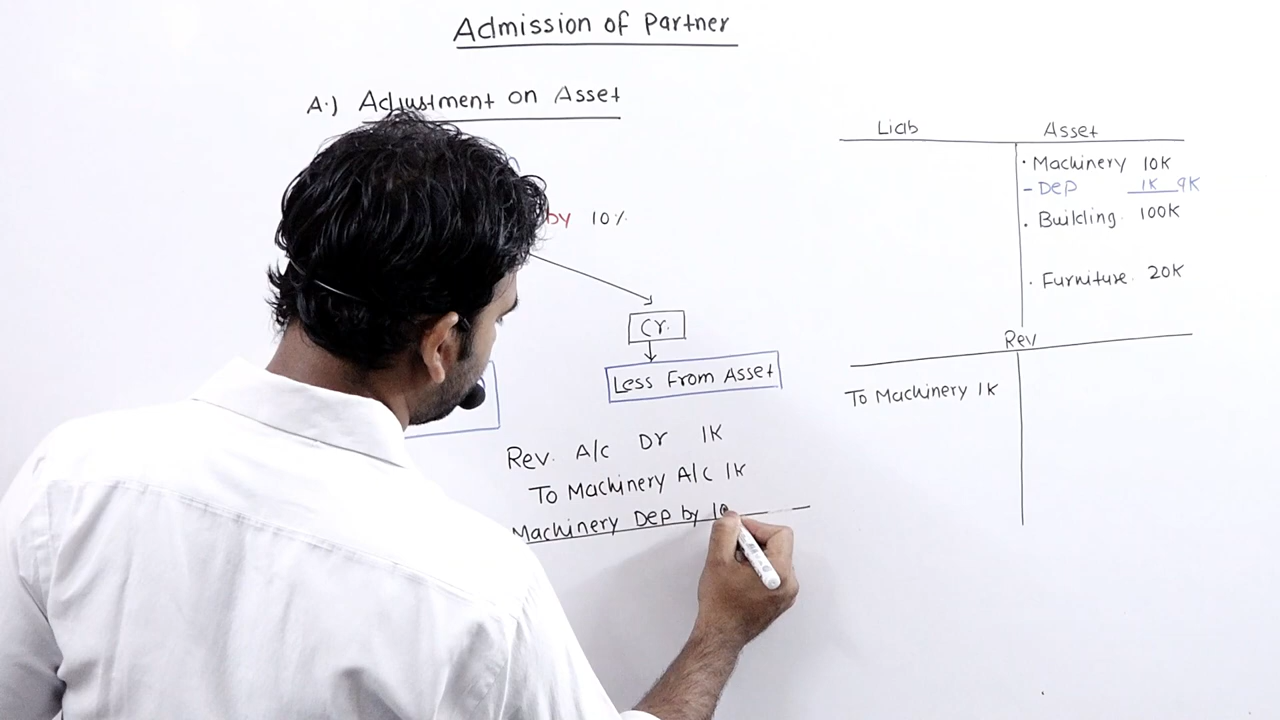 Admission of Partner
A.) Adjustment on Asset
by 10%
Cr.
Less From Asset
Rev. A/c Dr 1K
To Machinery A/c 1K
Machinery Dep by 10
Liab Asset
· Machinery 10K
- Dep 1K 9K
· Building 100K
· Furniture 20K
Rev
To Machinery 1K